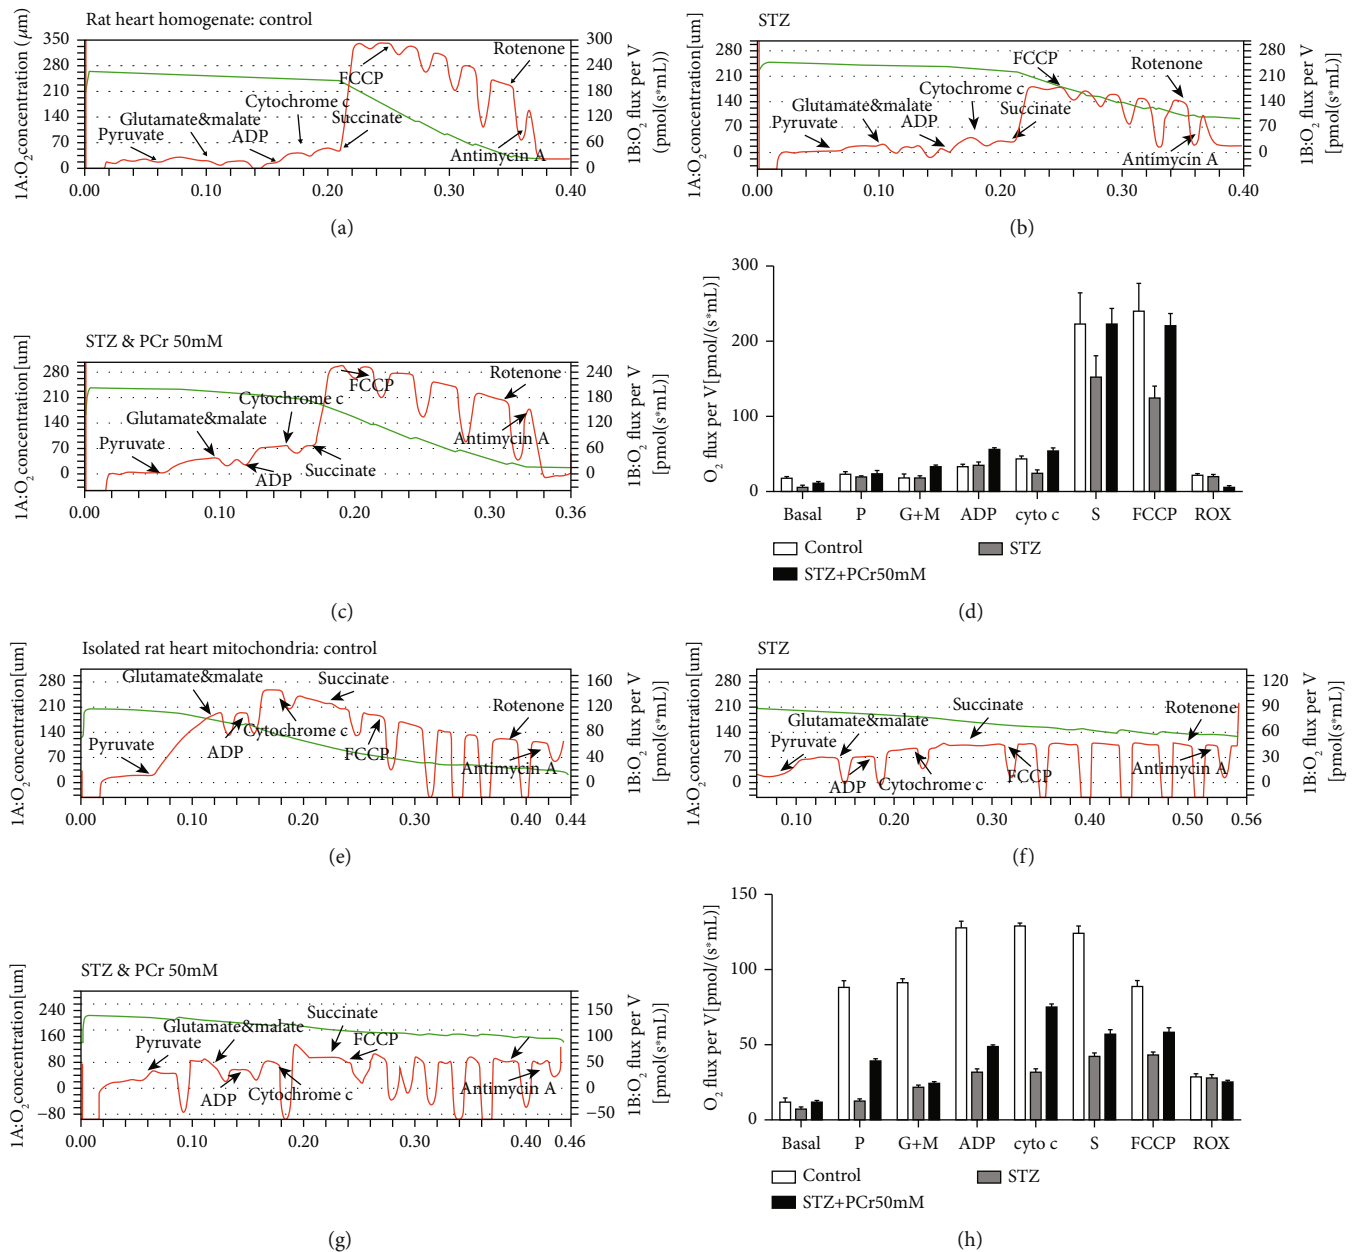 Rat heart homogenate: control
1A:O₂concentration (μm)
350
280
210
140
70
0
300
240
180
120
60
0
1B:O₂ flux per V
(pmol(s*mL)]
Pyruvate
Glutamate&malate
ADP
Cytochrome c
Succinate
FCCP
Rotenone
Antimycin A
0.00 0.10 0.20 0.30 0.40
(a)
STZ
1A:O₂concentration[um]
280
210
140
70
0
280
210
140
70
0
1B:O₂ flux per V
[pmol(s*mL)]
Pyruvate
Glutamate&malate
ADP
Cytochrome c
Succinate
FCCP
Rotenone
Antimycin A
0.00 0.10 0.20 0.30 0.40
(b)
STZ & PCr 50mM
1A:O₂concentration[um]
280
210
140
70
0
240
180
120
60
0
1B:O₂ flux per V
[pmol(s*mL)]
Pyruvate
Glutamate&malate
ADP
Cytochrome c
Succinate
FCCP
Rotenone
Antimycin A
0.00 0.10 0.20 0.30 0.36
(c)
O₂ flux per V[pmol/(s*mL)]
300
200
100
0
Basal P G+M ADP cyto c S FCCP ROX
Control
STZ
STZ+PCr50mM
(d)
Isolated rat heart mitochondria: control
1A:O₂concentration[um]
280
210
140
70
0
160
120
80
40
0
1B:O₂ flux per V
[pmol(s*mL)]
Pyruvate
Glutamate&malate
ADP
Cytochrome c
Succinate
FCCP
Rotenone
Antimycin A
0.00 0.10 0.20 0.30 0.40 0.44
(e)
STZ
1A:O₂concentration[um]
280
210
140
70
0
120
90
60
30
0
1B:O₂ flux per V
[pmol(s*mL)]
Pyruvate
Glutamate&malate
ADP
Cytochrome c
Succinate
FCCP
Rotenone
Antimycin A
0.10 0.20 0.30 0.40 0.50 0.56
(f)
STZ & PCr 50mM
1A:O₂concentration[um]
240
160
80
0
−80
150
100
50
0
−50
1B:O₂ flux per V
[pmol(s*mL)]
Pyruvate
Glutamate&malate
ADP
Cytochrome c
Succinate
FCCP
Antimycin A
0.00 0.10 0.20 0.30 0.40 0.46
(g)
O₂ flux per V[pmol/(s*mL)]
150
100
50
0
Basal P G+M ADP cyto c S FCCP ROX
Control
STZ
STZ+PCr50mM
(h)